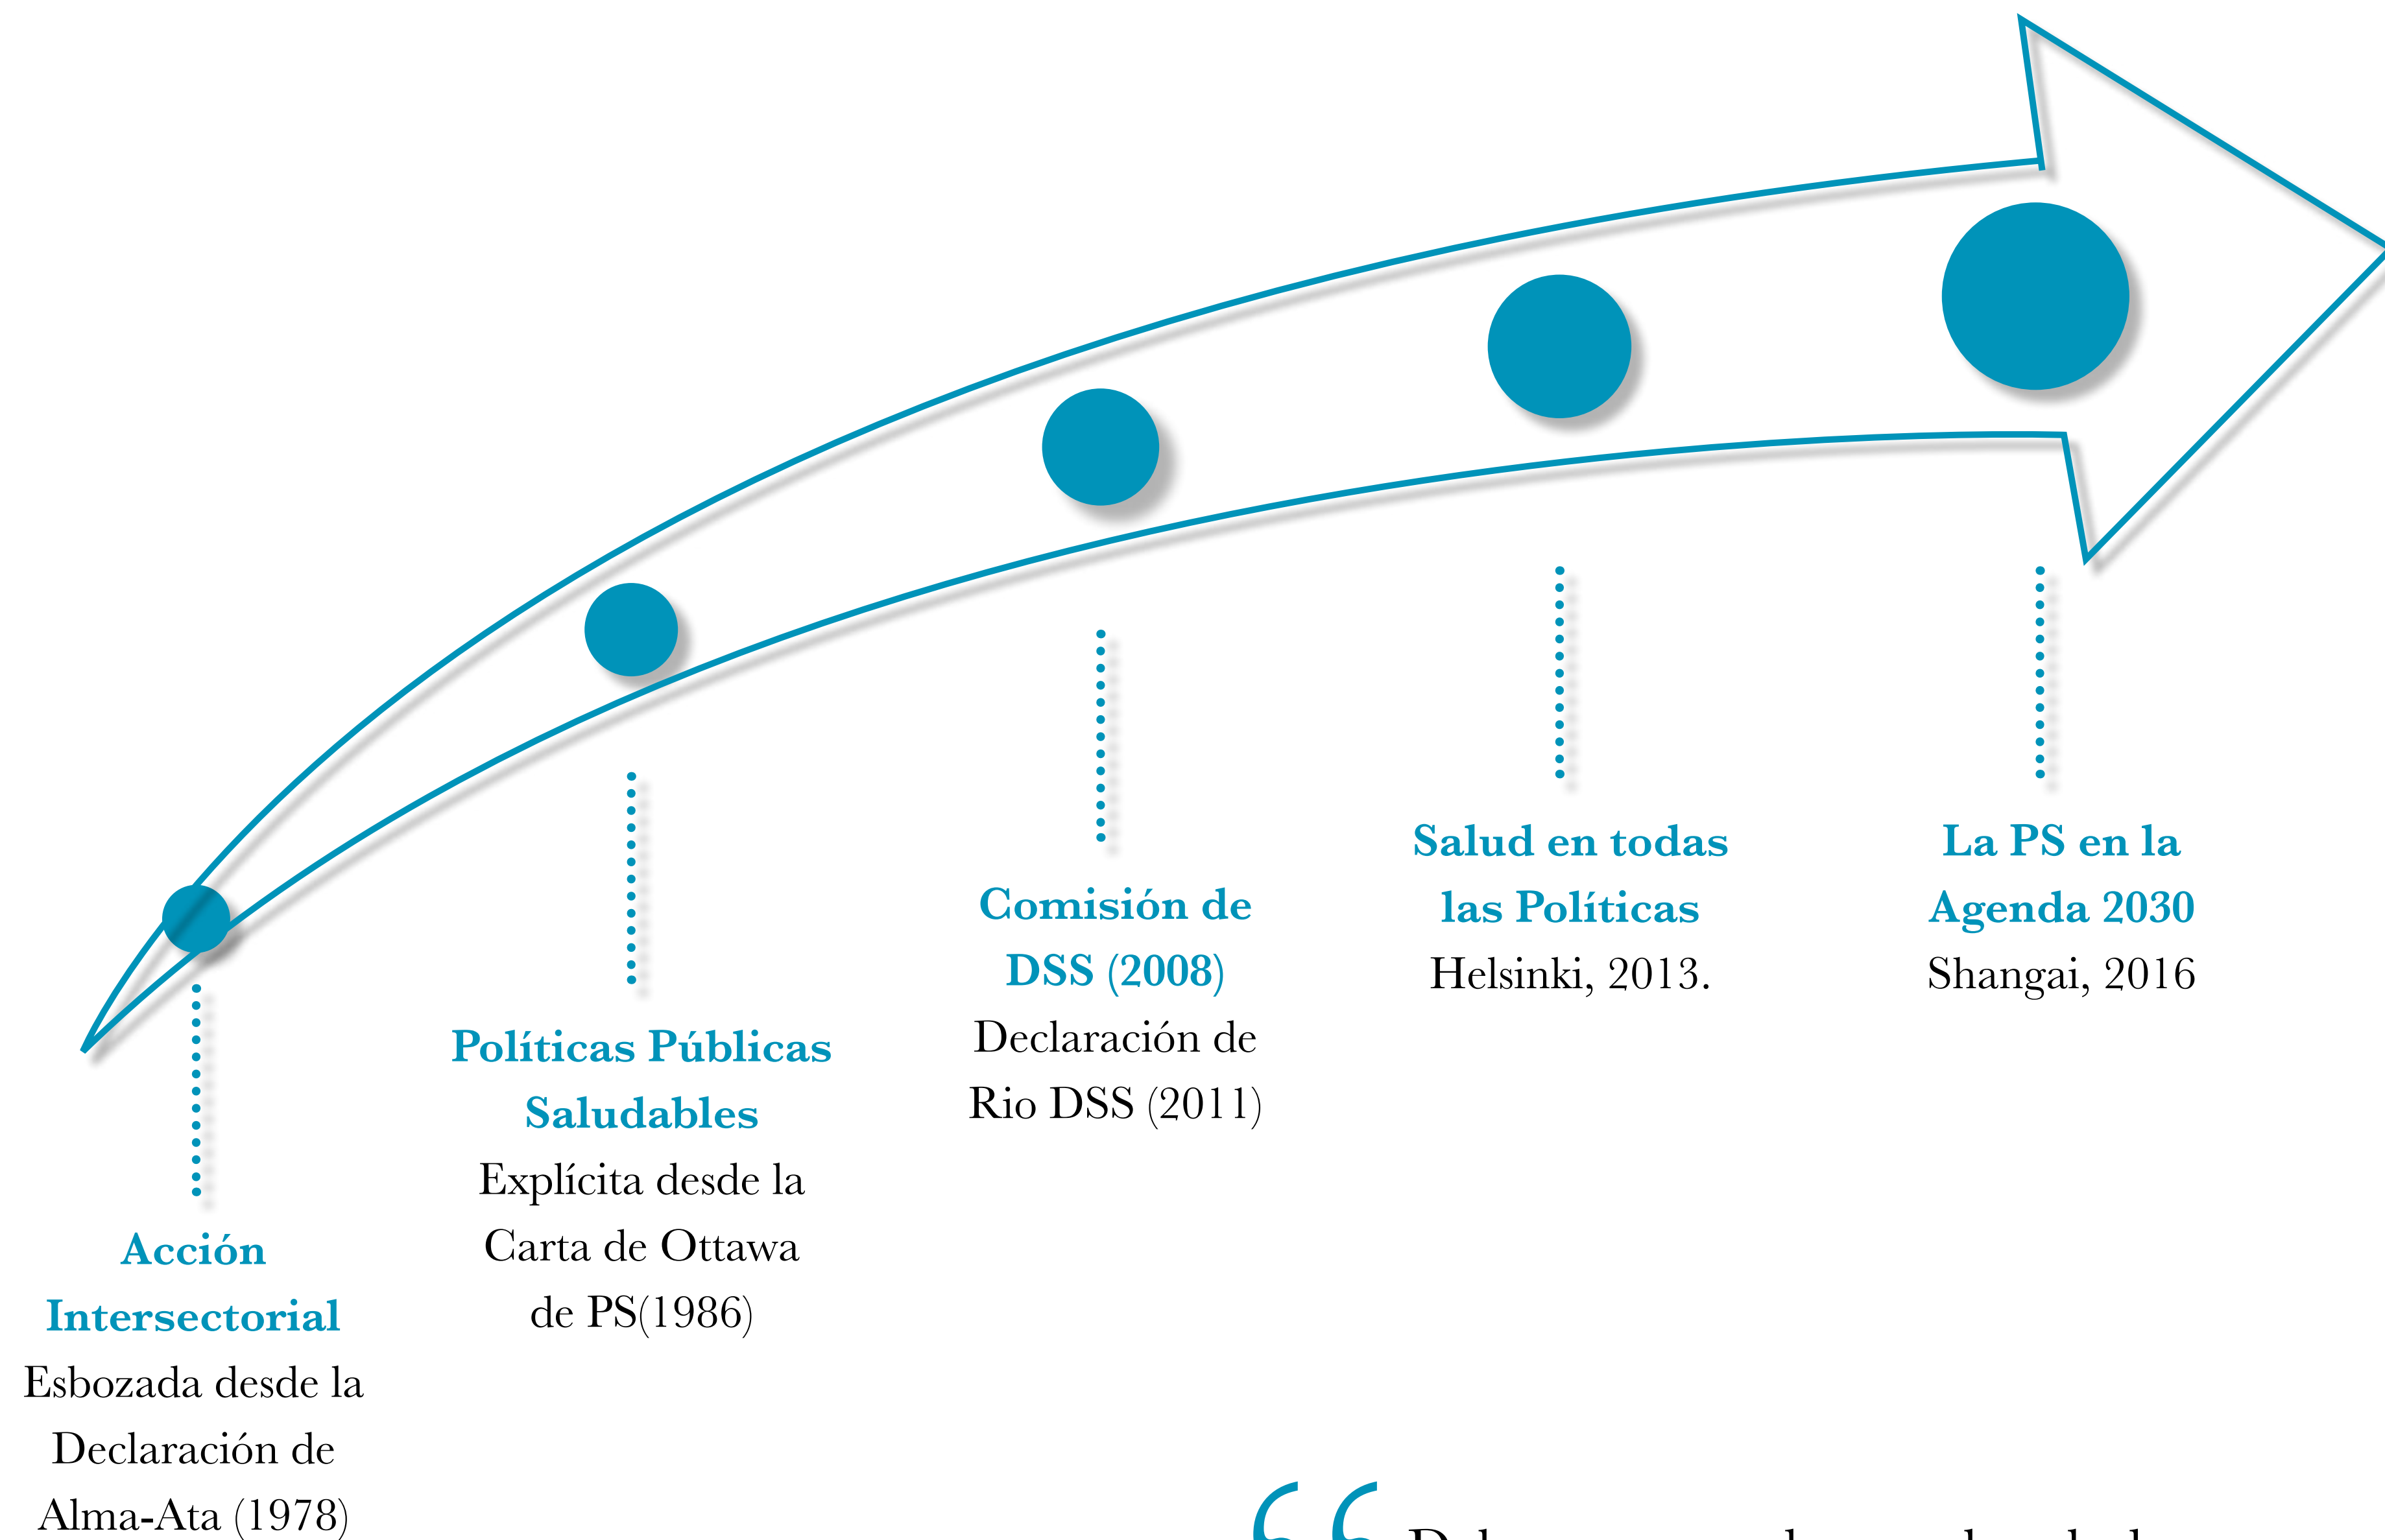 Acción
Intersectorial
Esbozada desde la
Declaración de
Alma-Ata (1978)
Políticas Públicas
Saludables
Explícita desde la
Carta de Ottawa
de PS(1986)
Comisión de
DSS (2008)
Declaración de
Rio DSS (2011)
Salud en todas
las Políticas
Helsinki, 2013.
La PS en la
Agenda 2030
Shangai, 2016
“